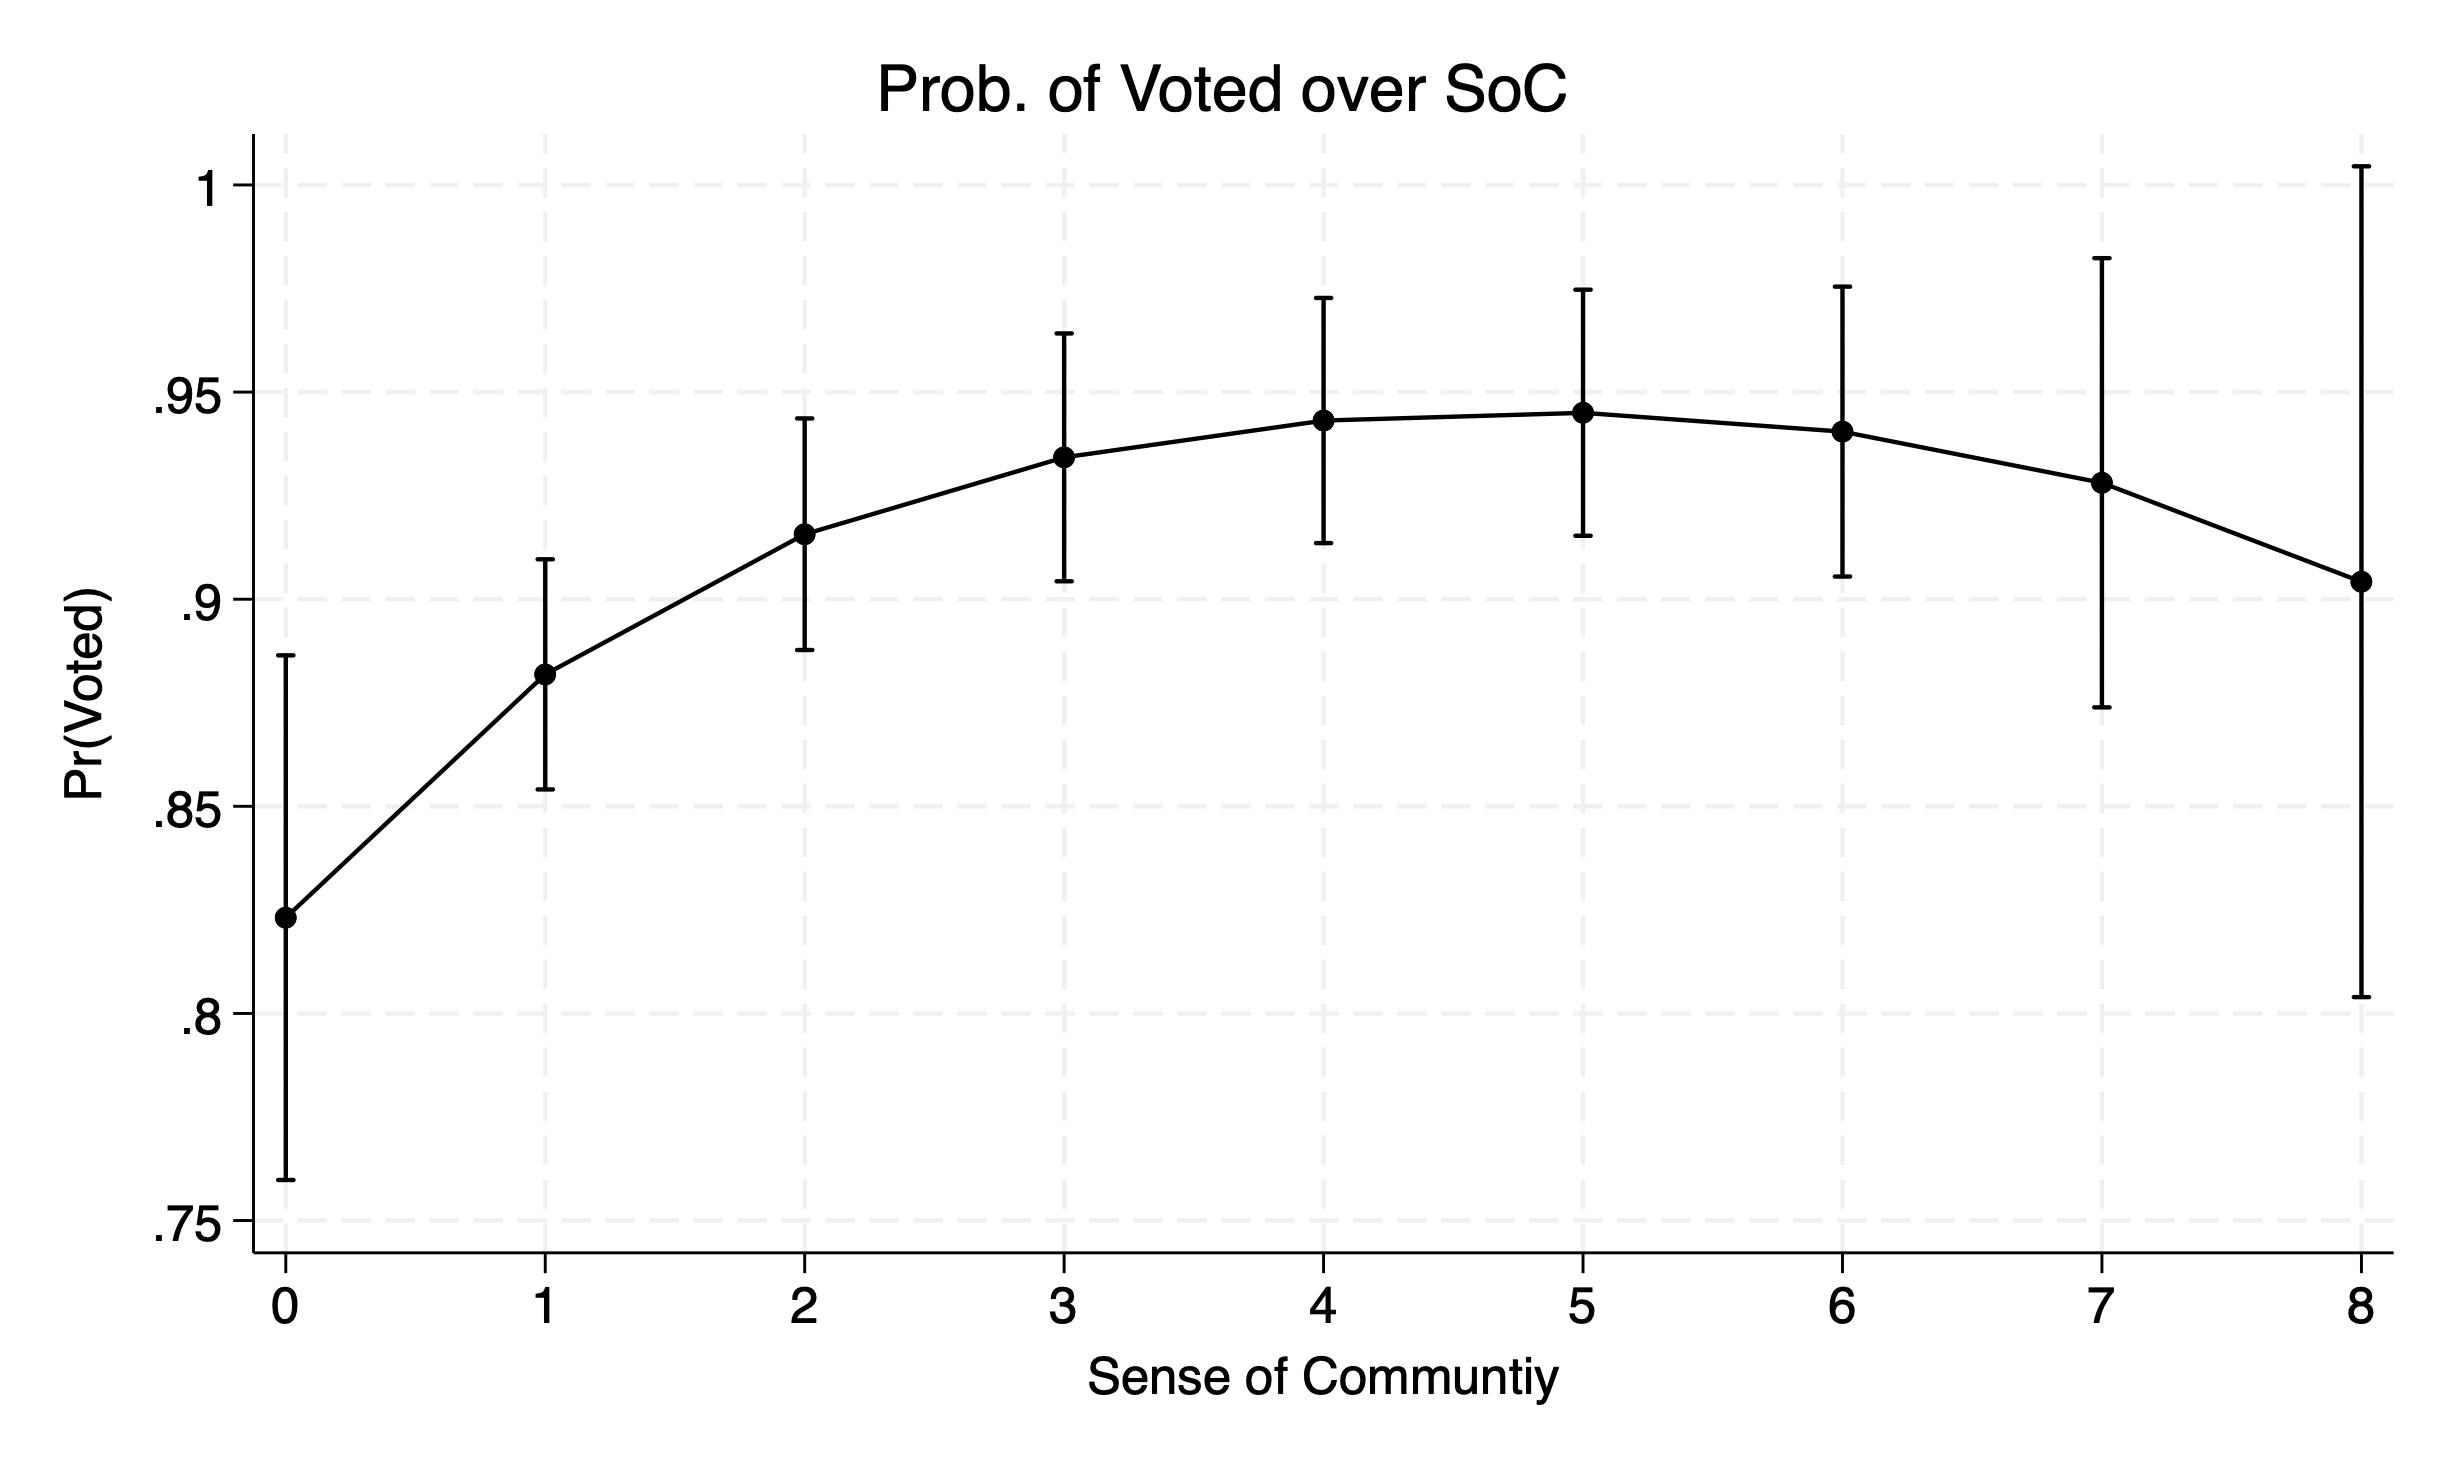 Prob. of Voted over SoC
Pr(Voted)
1
.95
.9
.85
.8
.75
0 1 2 3 4 5 6 7 8
Sense of Communtiy